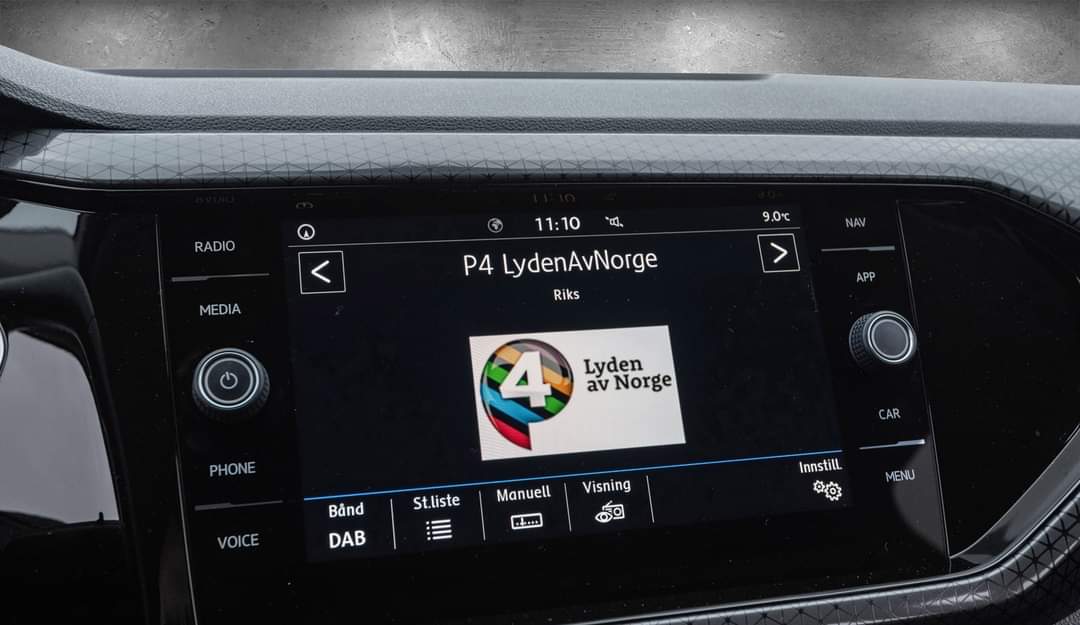 RADIO
MEDIA
PHONE
VOICE
11:10
9.0°C
P4 LydenAvNorge
Riks
4
Lyden
av Norge
Bånd
DAB
St.liste
Manuell
Visning
Innstill.
NAV
APP
CAR
MENU